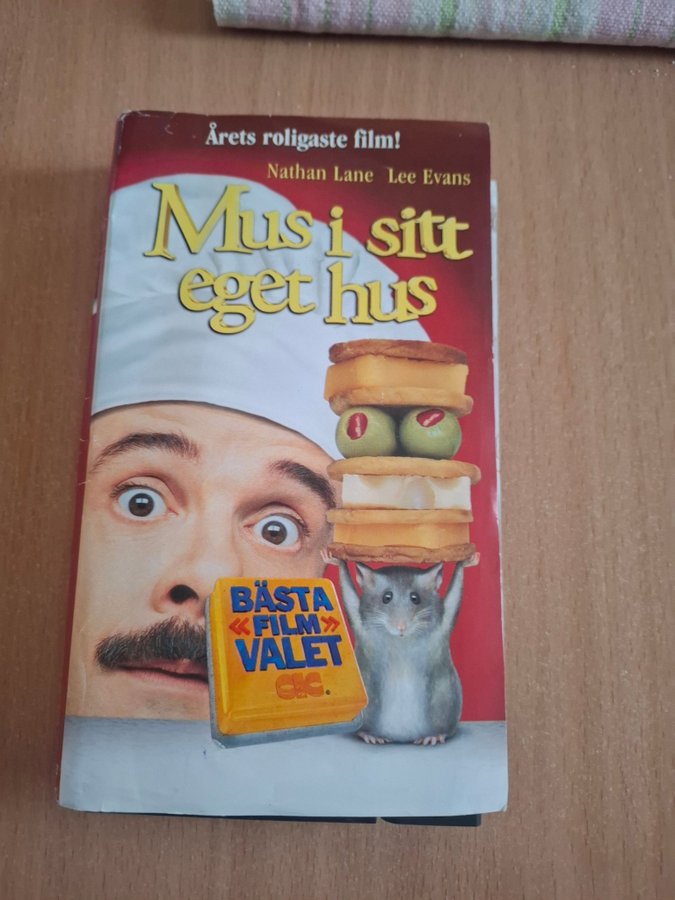 Årets roligaste film!
Nathan Lane Lee Evans
Mus i sitt
eget hus
BÄSTA
«FILM»
VALET
CIC®